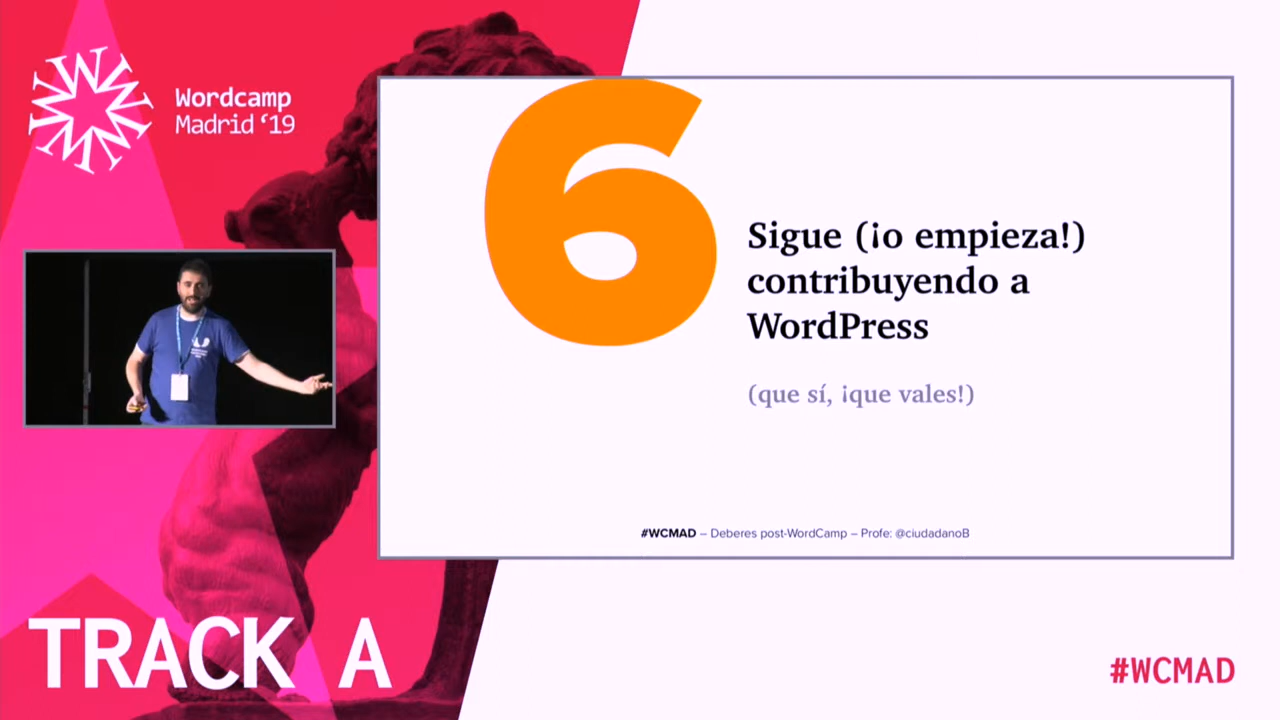 Wordcamp
Madrid ‘19
6
Sigue (¡o empieza!)
contribuyendo a
WordPress
(que sí, ¡que vales!)
#WCMAD – Deberes post-WordCamp – Profe: @ciudadanoB
TRACK A
#WCMAD